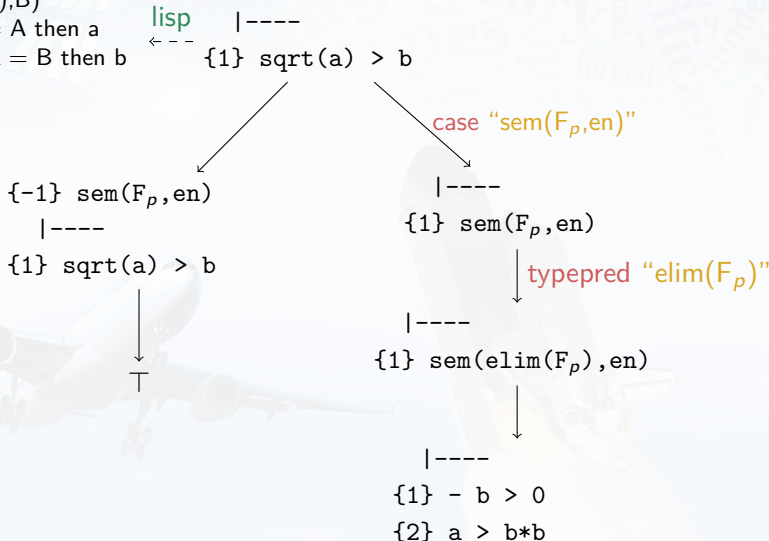 ),B)
= A then a
= B then b
lisp
|----
{1} sqrt(a) > b
case “sem(Fₚ,en)”
{-1} sem(Fₚ,en)
|----
{1} sqrt(a) > b
⊤
|----
{1} sem(Fₚ,en)
typepred “elim(Fₚ)”
|----
{1} sem(elim(Fₚ),en)
|----
{1} - b > 0
{2} a > b*b